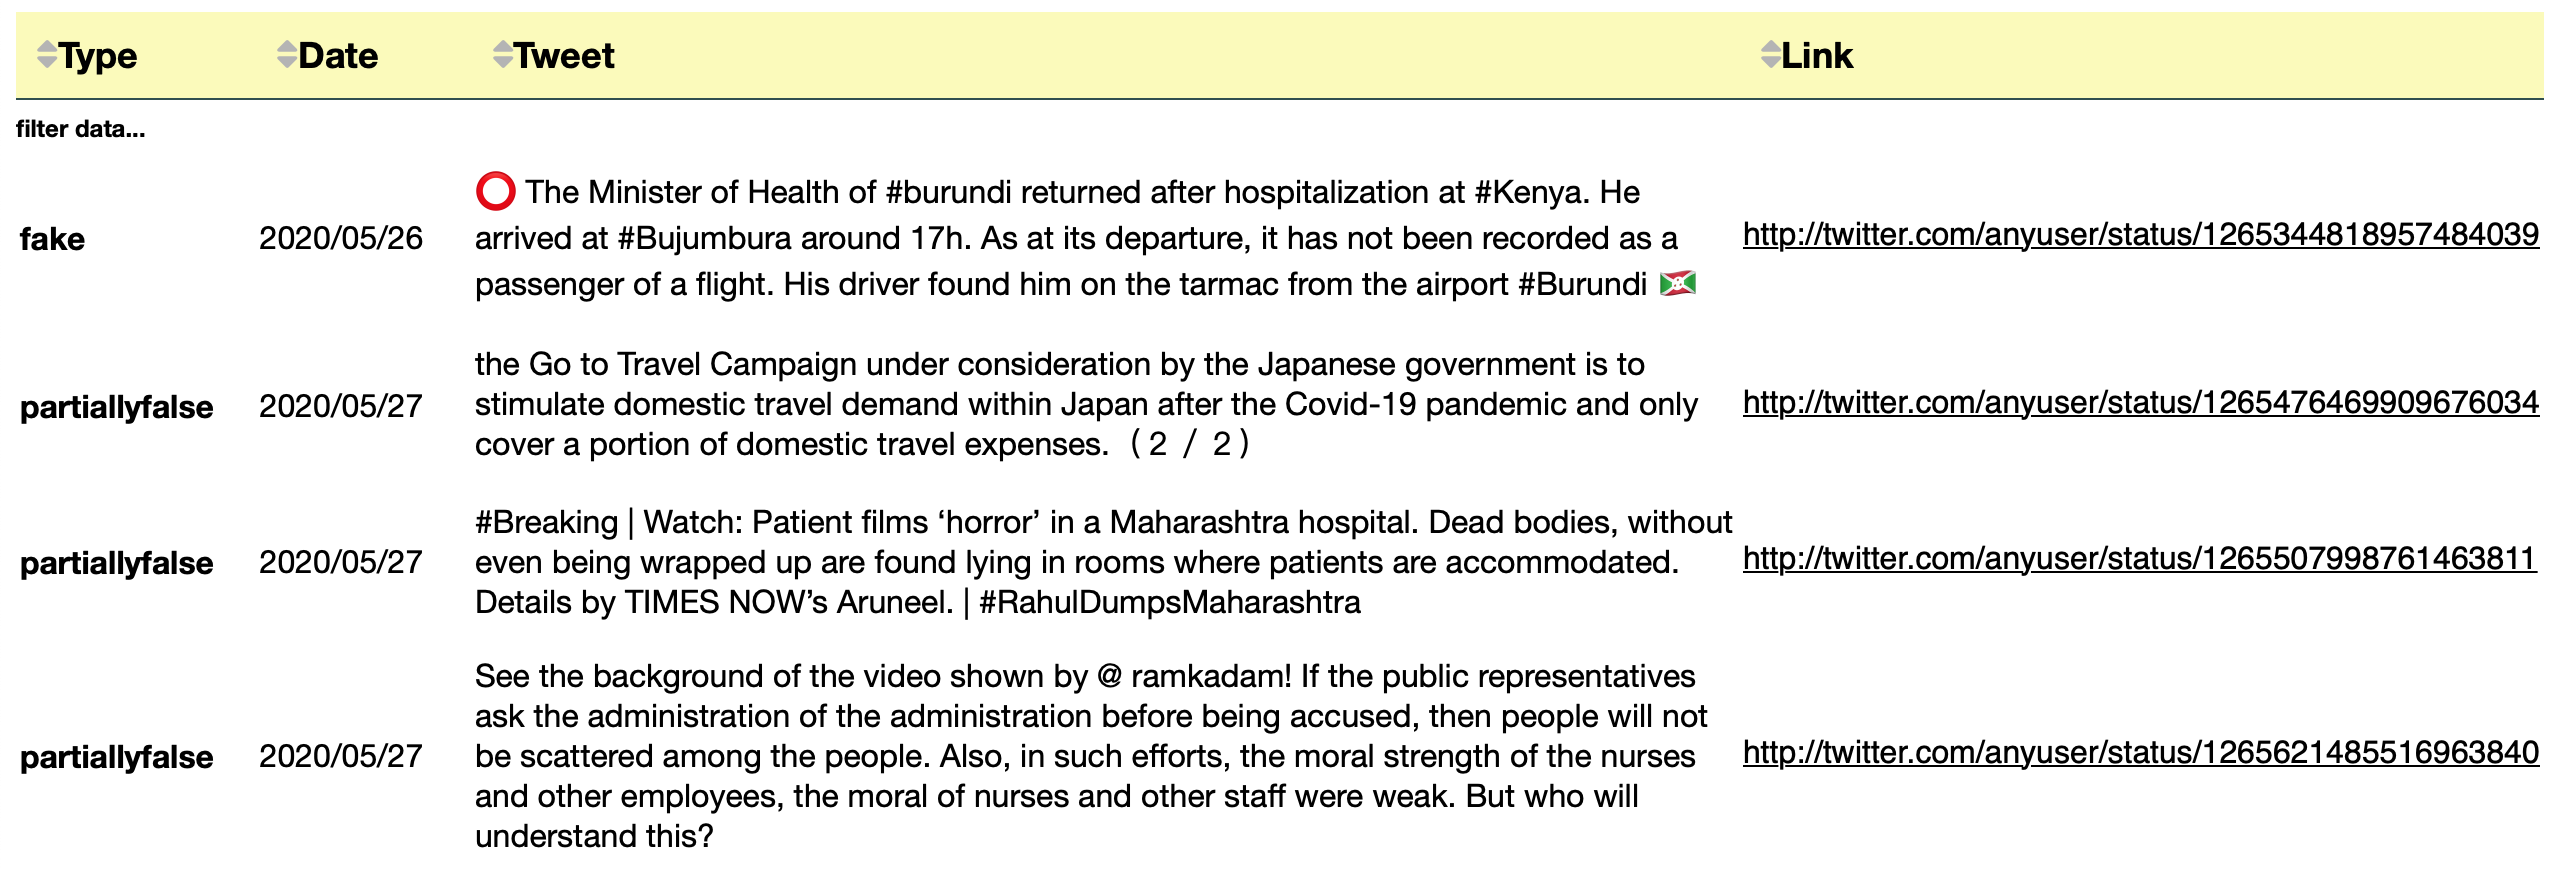 Type Date Tweet Link
filter data...
fake 2020/05/26 ⭕ The Minister of Health of #burundi returned after hospitalization at #Kenya. He
arrived at #Bujumbura around 17h. As at its departure, it has not been recorded as a
passenger of a flight. His driver found him on the tarmac from the airport #Burundi 🇧🇮
http://twitter.com/anyuser/status/1265344818957484039
partiallyfalse 2020/05/27 the Go to Travel Campaign under consideration by the Japanese government is to
stimulate domestic travel demand within Japan after the Covid-19 pandemic and only
cover a portion of domestic travel expenses. （2 / 2）
http://twitter.com/anyuser/status/1265476469909676034
partiallyfalse 2020/05/27 #Breaking | Watch: Patient films ‘horror’ in a Maharashtra hospital. Dead bodies, without
even being wrapped up are found lying in rooms where patients are accommodated.
Details by TIMES NOW’s Aruneel. | #RahulDumpsMaharashtra
http://twitter.com/anyuser/status/1265507998761463811
partiallyfalse 2020/05/27 See the background of the video shown by @ ramkadam! If the public representatives
ask the administration of the administration before being accused, then people will not
be scattered among the people. Also, in such efforts, the moral strength of the nurses
and other employees, the moral of nurses and other staff were weak. But who will
understand this?
http://twitter.com/anyuser/status/1265621485516963840